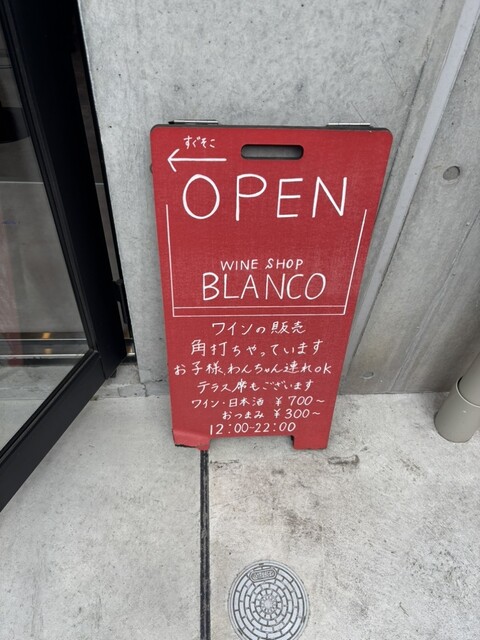 すぐそこ
←
OPEN
WINE SHOP
BLANCO
ワインの販売
角打ちやっています
お子様わんちゃん連れOK
テラス席もございます
ワイン・日本酒 ¥700〜
おつまみ ¥300〜
12:00-22:00